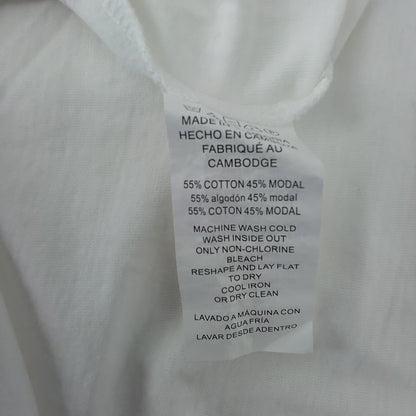 MADE IN
HECHO EN
FABRIQUÉ AU
CAMBODGE
55% COTTON 45% MODAL
55% algodón 45% modal
55% COTON 45% MODAL
MACHINE WASH COLD
WASH INSIDE OUT
ONLY NON-CHLORINE
BLEACH
RESHAPE AND LAY FLAT
TO DRY
COOL IRON
OR DRY CLEAN
LAVADO A MÁQUINA CON
AGUA FRÍA
LAVAR DESDE ADENTRO